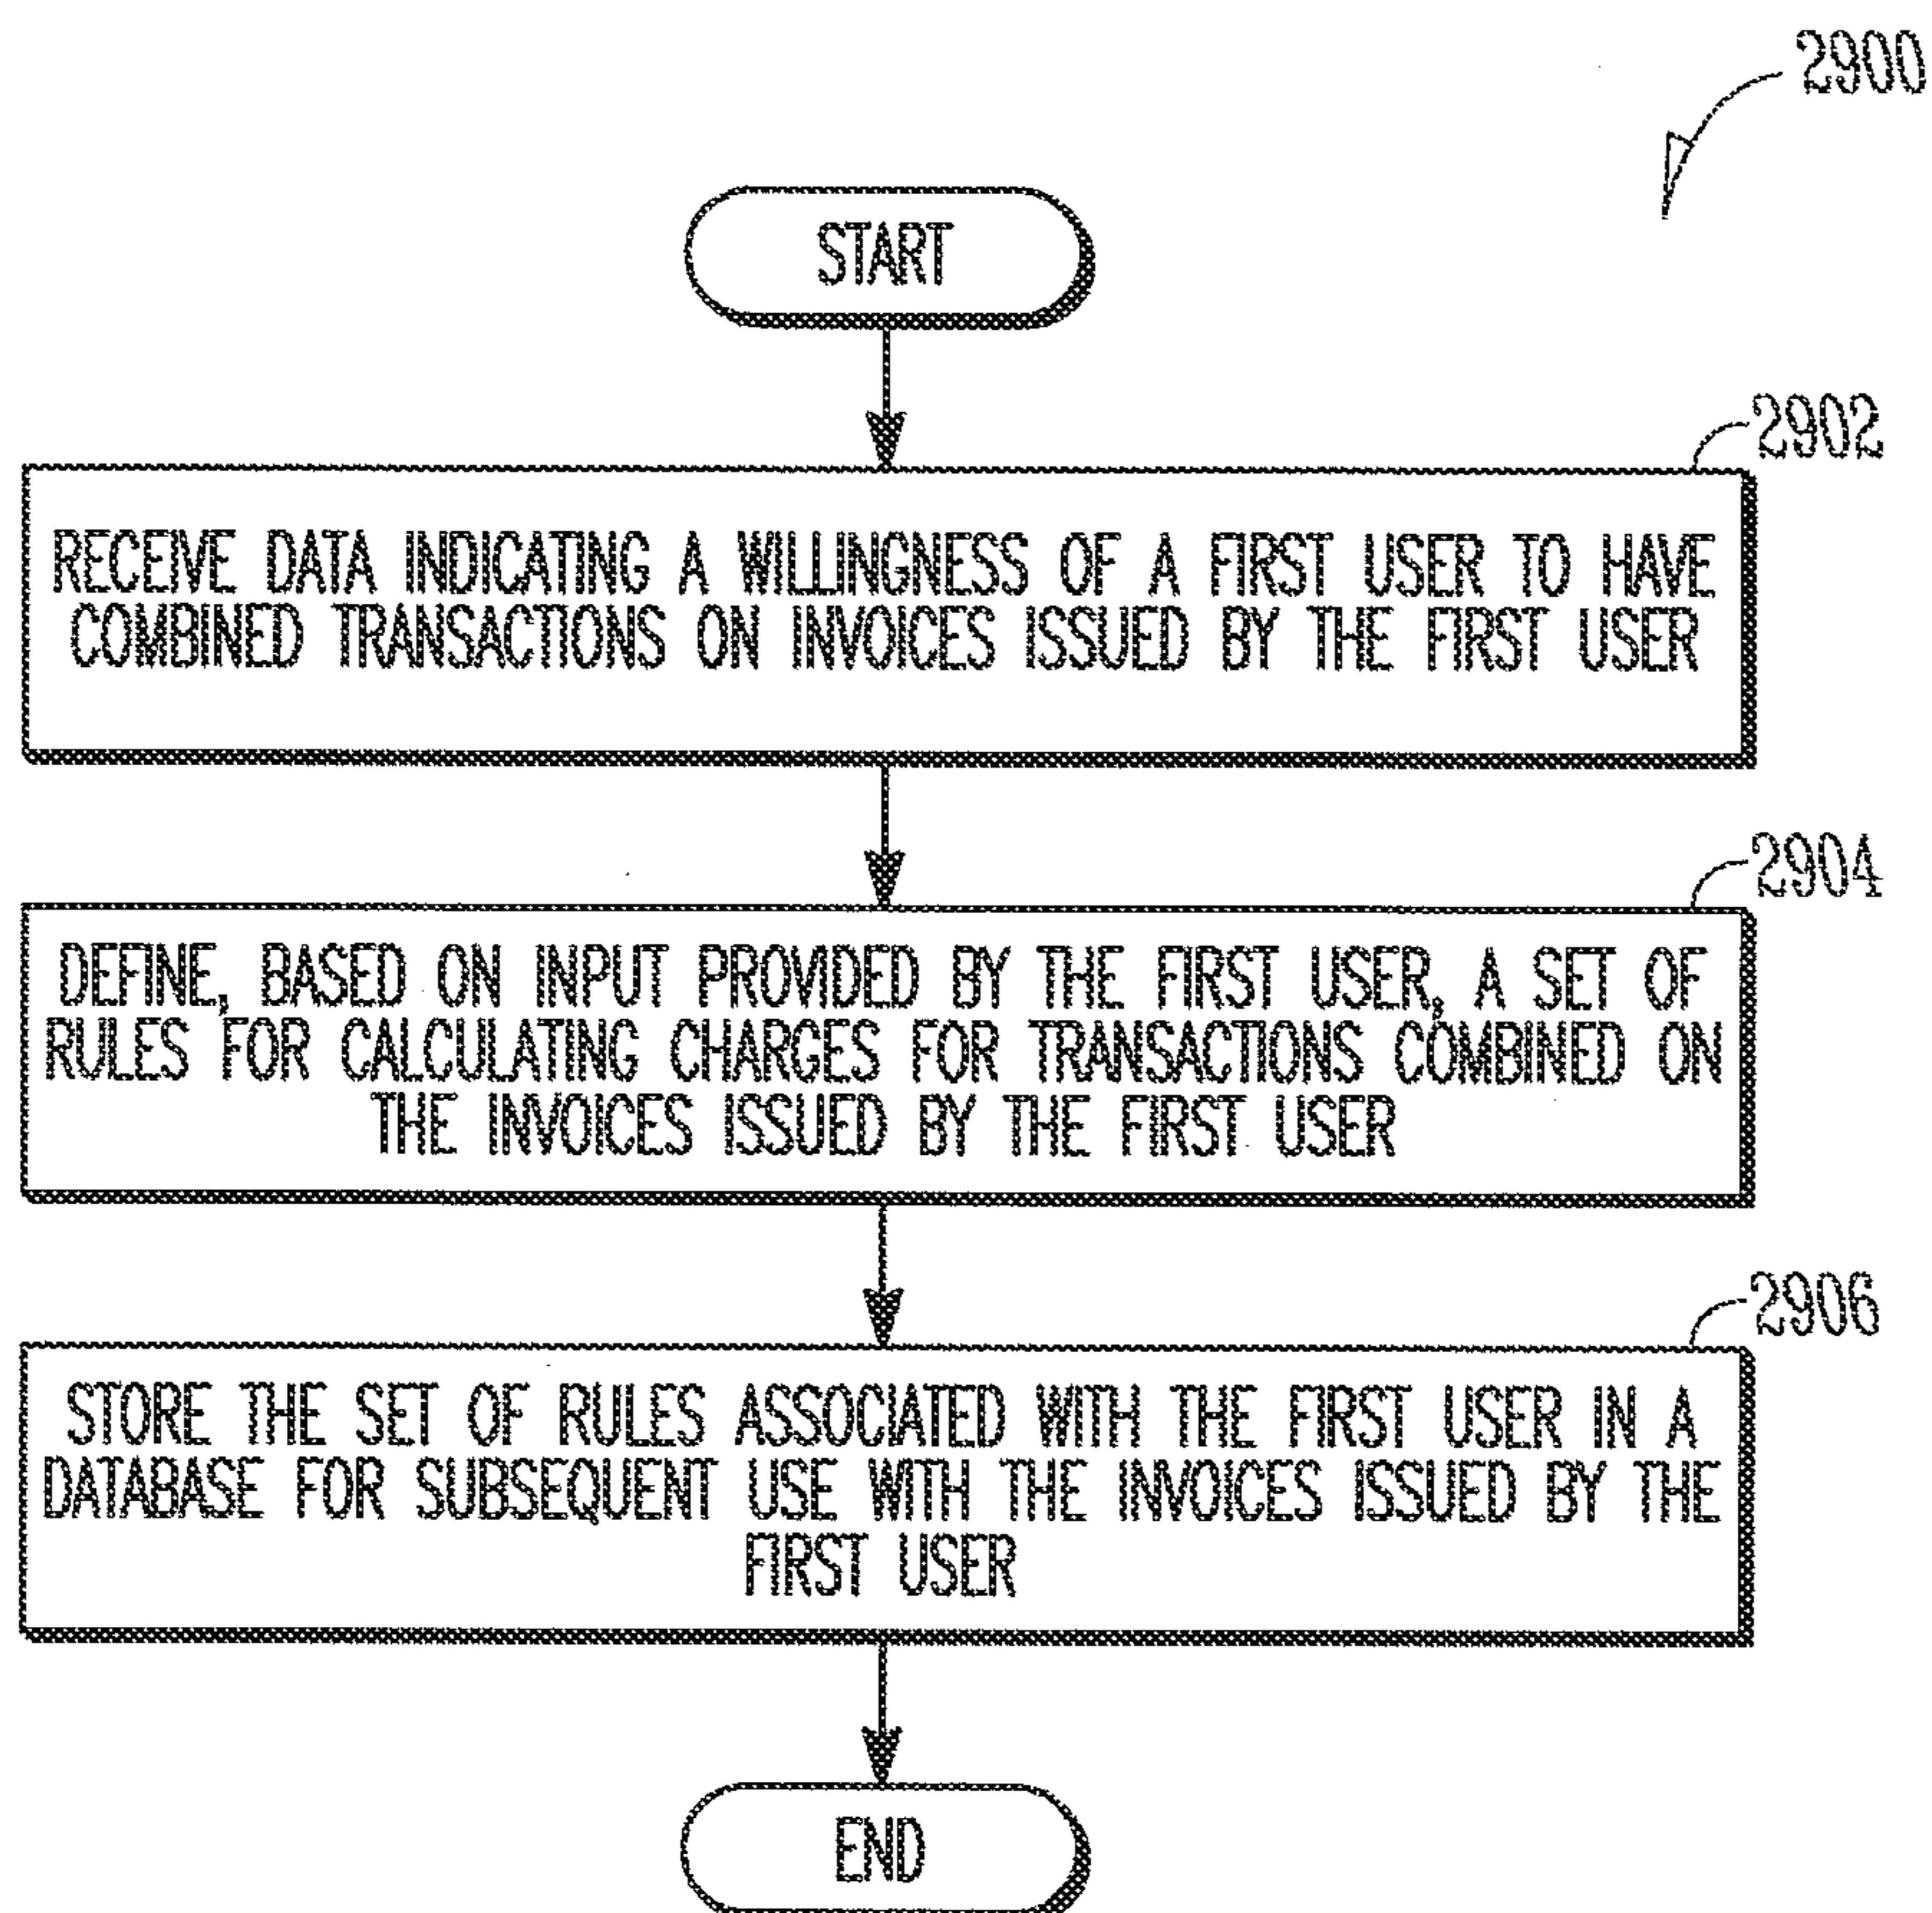 2900
START
2902
RECEIVE DATA INDICATING A WILLINGNESS OF A FIRST USER TO HAVE
COMBINED TRANSACTIONS ON INVOICES ISSUED BY THE FIRST USER
2904
DEFINE, BASED ON INPUT PROVIDED BY THE FIRST USER, A SET OF
RULES FOR CALCULATING CHARGES FOR TRANSACTIONS COMBINED ON
THE INVOICES ISSUED BY THE FIRST USER
2906
STORE THE SET OF RULES ASSOCIATED WITH THE FIRST USER IN A
DATABASE FOR SUBSEQUENT USE WITH THE INVOICES ISSUED BY THE
FIRST USER
END